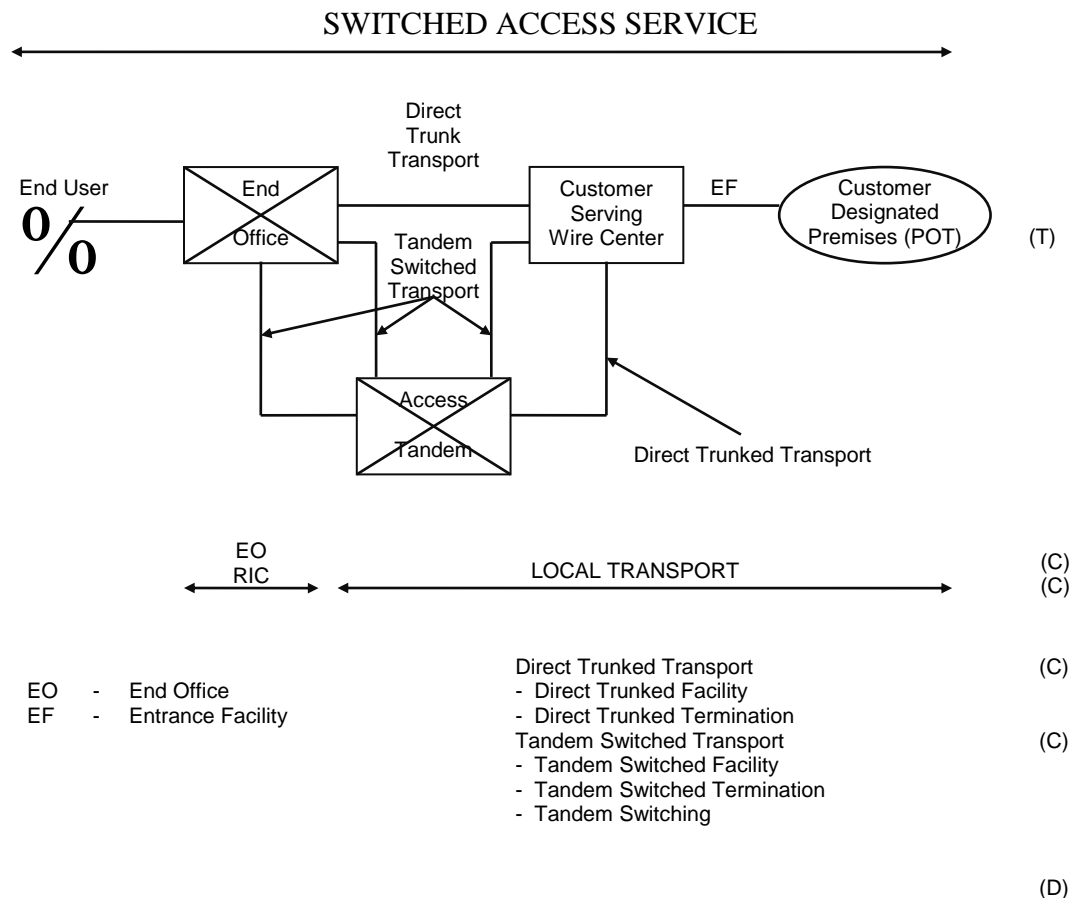 SWITCHED ACCESS SERVICE
Direct
Trunk
Transport
End User
0/0
End
Office
Customer
Serving
Wire Center
EF
Customer
Designated
Premises (POT)
(T)
Tandem
Switched
Transport
Access
Tandem
Direct Trunked Transport
EO
RIC
LOCAL TRANSPORT
(C)
(C)
EO - End Office
EF - Entrance Facility
Direct Trunked Transport (C)
- Direct Trunked Facility
- Direct Trunked Termination
Tandem Switched Transport (C)
- Tandem Switched Facility
- Tandem Switched Termination
- Tandem Switching
(D)